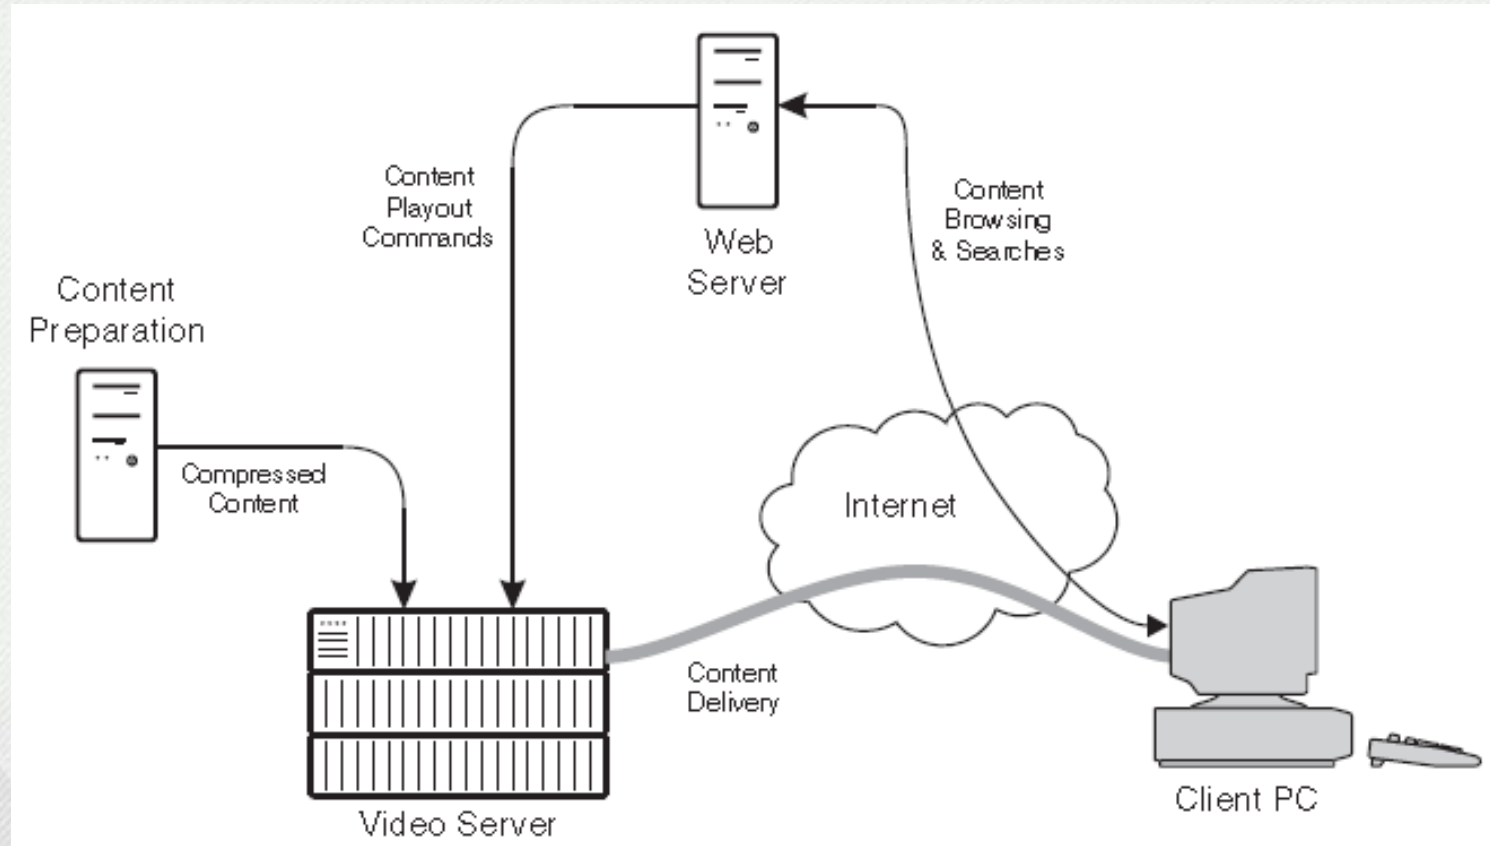 Content
Playout
Commands
Web
Server
Content
Browsing
& Searches
Content
Preparation
Compressed
Content
Internet
Content
Delivery
Video Server
Client PC